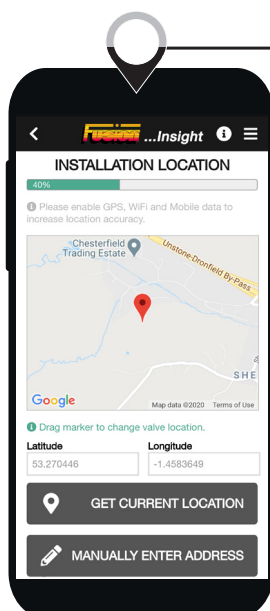 Fusion ...Insight
INSTALLATION LOCATION
40%
Please enable GPS, WiFi and Mobile data to
increase location accuracy.
Chesterfield
Trading Estate
Unstone-Dronfield By-Pass
SHE
Google
Map data ©2020 Terms of Use
Drag marker to change valve location.
Latitude Longitude
53.270446 -1.4583649
GET CURRENT LOCATION
MANUALLY ENTER ADDRESS